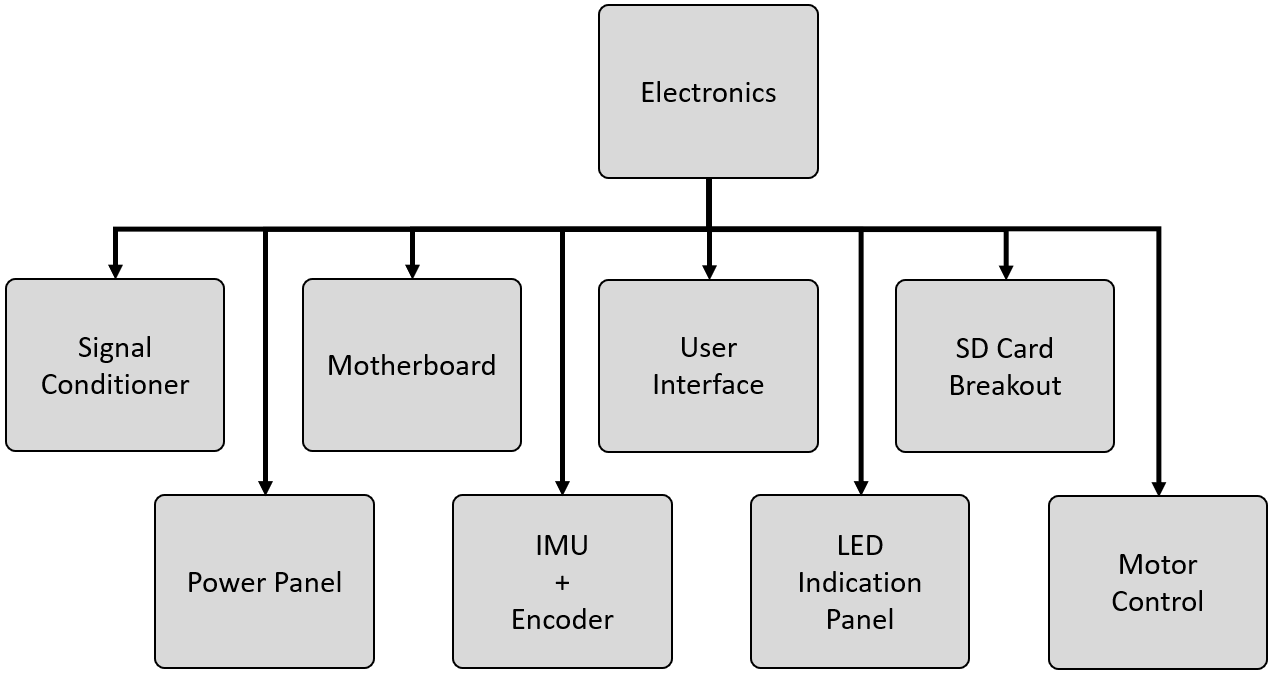 Electronics
Signal
Conditioner
Motherboard
User
Interface
SD Card
Breakout
Power Panel
IMU
+
Encoder
LED
Indication
Panel
Motor
Control